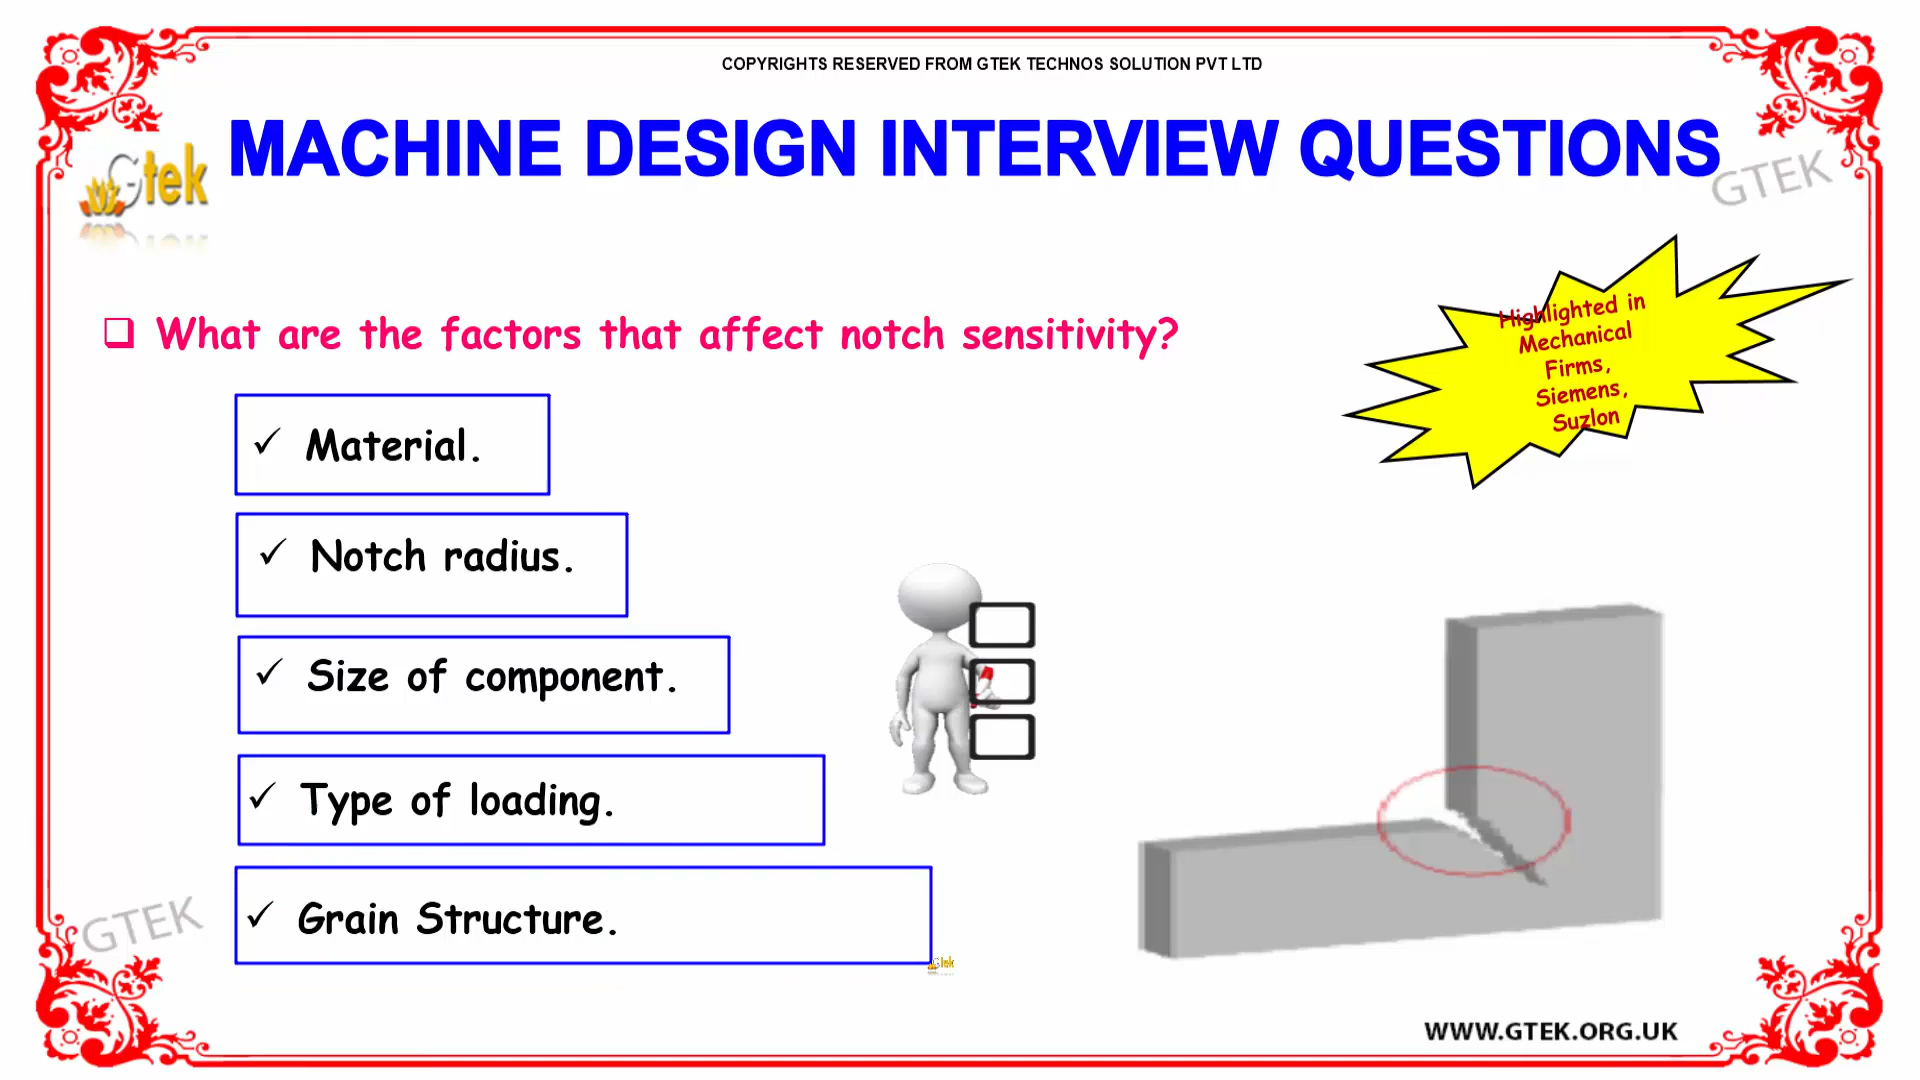 COPYRIGHTS RESERVED FROM GTEK TECHNOS SOLUTION PVT LTD
MACHINE DESIGN INTERVIEW QUESTIONS
Gtek
GTEK
What are the factors that affect notch sensitivity?
Highlighted in
Mechanical
Firms,
Siemens,
Suzlon
✓ Material.
✓ Notch radius.
✓ Size of component.
✓ Type of loading.
✓ Grain Structure.
GTEK
Gtek
WWW.GTEK.ORG.UK